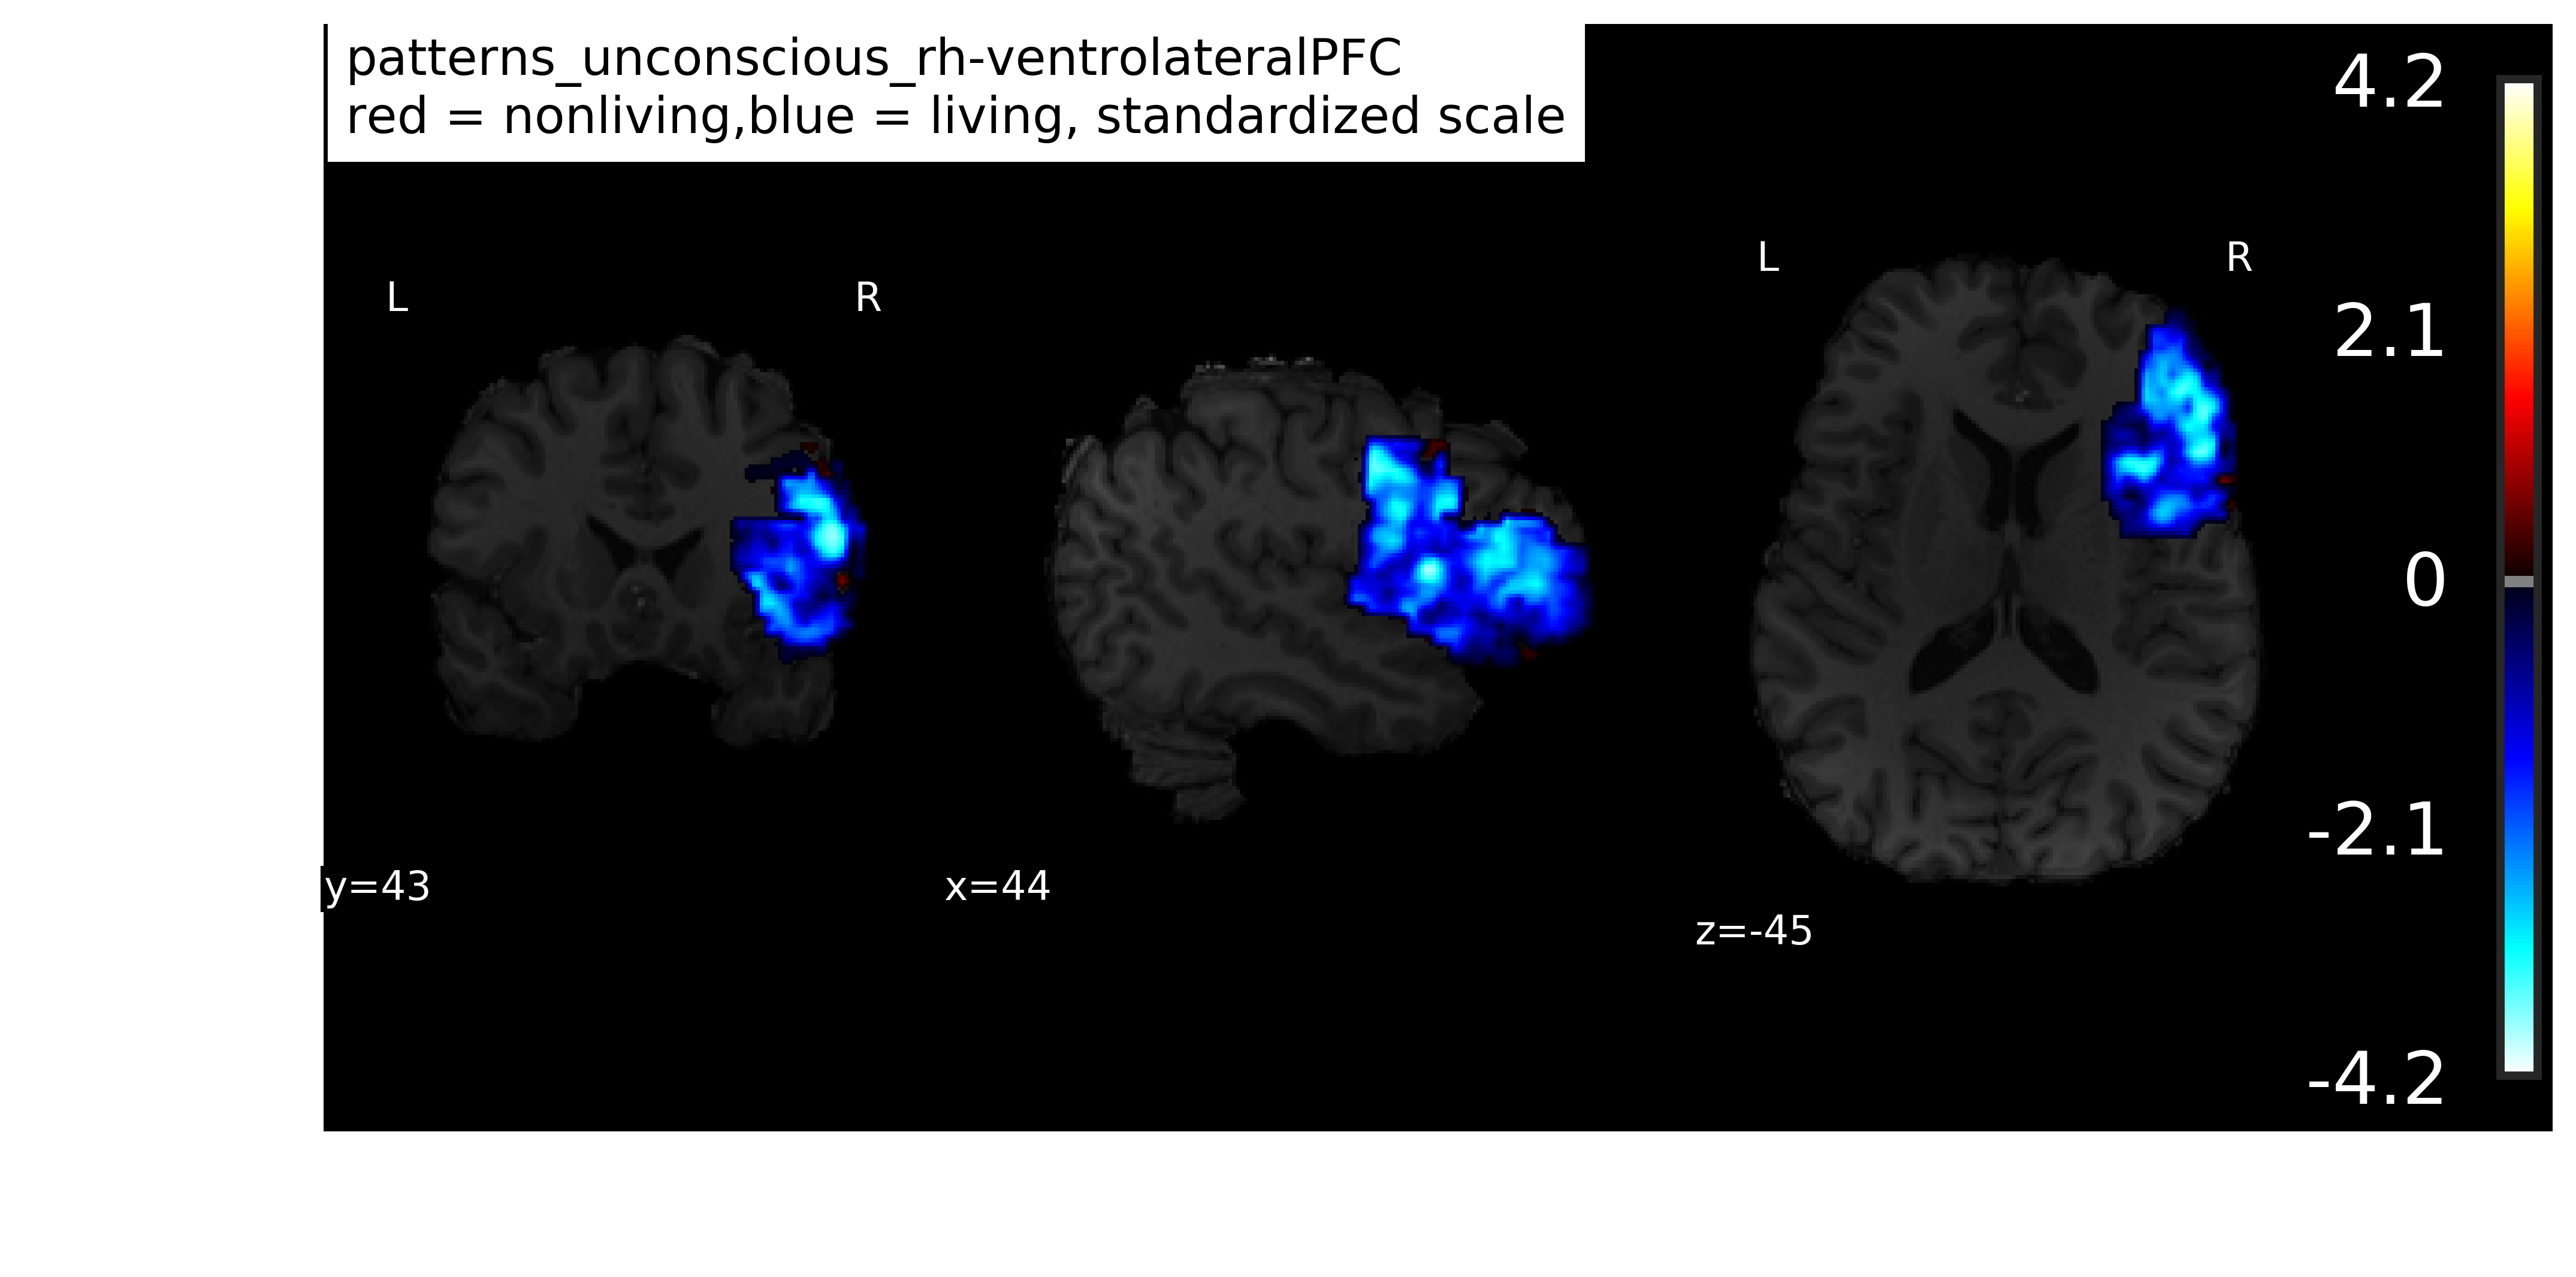 patterns_unconscious_rh-ventrolateralPFC
red = nonliving,blue = living, standardized scale
L
R
L
R
y=43
x=44
z=-45
4.2
2.1
0
-2.1
-4.2